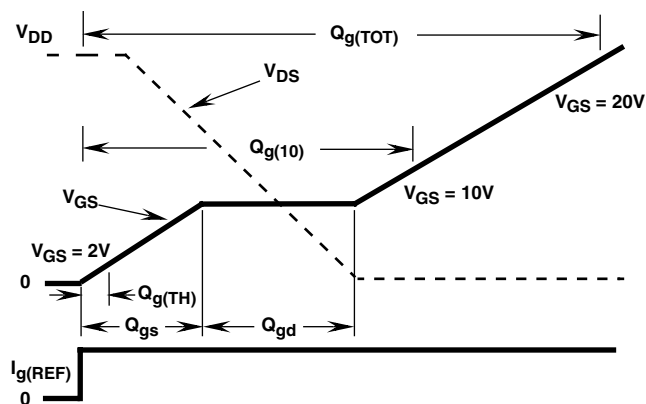 V_DD
Q_g(TOT)
V_DS
V_GS = 20V
Q_g(10)
V_GS
V_GS = 10V
V_GS = 2V
0
Q_g(TH)
Q_gs
Q_gd
I_g(REF)
0